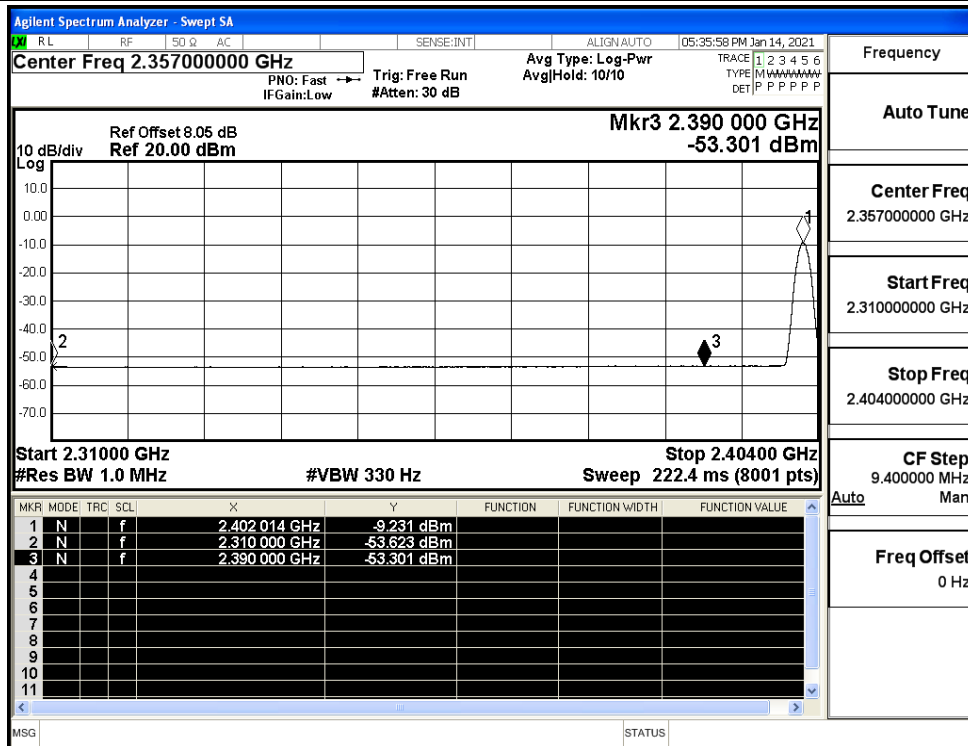 Agilent Spectrum Analyzer - Swept SA
LXI RL RF 50 Ω AC SENSE:INT ALIGN AUTO 05:35:58 PM Jan 14, 2021
Center Freq 2.357000000 GHz
PNO: Fast
IFGain:Low
Trig: Free Run
#Atten: 30 dB
Avg Type: Log-Pwr
Avg|Hold: 10/10
TRACE 1 2 3 4 5 6
TYPE M WWWWW
DET P P P P P P
Ref Offset 8.05 dB
10 dB/div Ref 20.00 dBm
Log
Mkr3 2.390 000 GHz
-53.301 dBm
10.0
0.00
-10.0
-20.0
-30.0
-40.0
-50.0
-60.0
-70.0
1
2
3
Start 2.31000 GHz Stop 2.40400 GHz
#Res BW 1.0 MHz #VBW 330 Hz Sweep 222.4 ms (8001 pts)
MKR MODE TRC SCL X Y FUNCTION FUNCTION WIDTH FUNCTION VALUE
1 N f 2.402 014 GHz -9.231 dBm
2 N f 2.310 000 GHz -53.623 dBm
3 N f 2.390 000 GHz -53.301 dBm
4
5
6
7
8
9
10
11
MSG STATUS
Frequency
Auto Tune
Center Freq
2.357000000 GHz
Start Freq
2.310000000 GHz
Stop Freq
2.404000000 GHz
CF Step
9.400000 MHz
Auto Man
Freq Offset
0 Hz